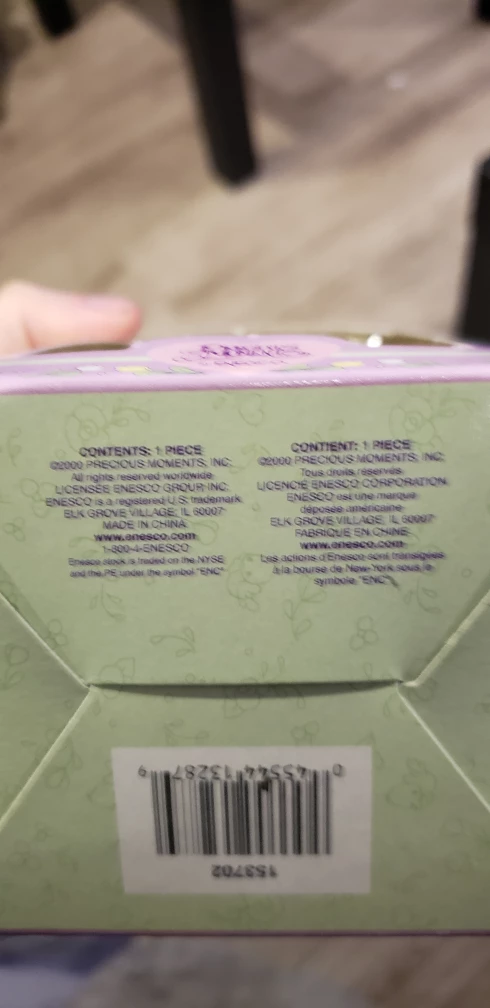 CONTENTS: 1 PIECE
©2000 PRECIOUS MOMENTS, INC.
All rights reserved worldwide.
LICENSEE ENESCO GROUP, INC.
ENESCO is a registered U.S. trademark.
ELK GROVE VILLAGE, IL 60007
MADE IN CHINA
www.enesco.com
1-800-4-ENESCO
Enesco stock is traded on the NYSE
and the PE under the symbol "ENC"
CONTIENT: 1 PIECE
©2000 PRECIOUS MOMENTS, INC.
Tous droits réservés.
LICENCIÉ ENESCO CORPORATION.
ENESCO est une marque
déposée américaine
ELK GROVE VILLAGE, IL 60007
FABRIQUÉ EN CHINE
www.enesco.com
Les actions d'Enesco sont transigées
à la bourse de New-York sous le
symbole "ENC".
0 45544 13287 9
153702